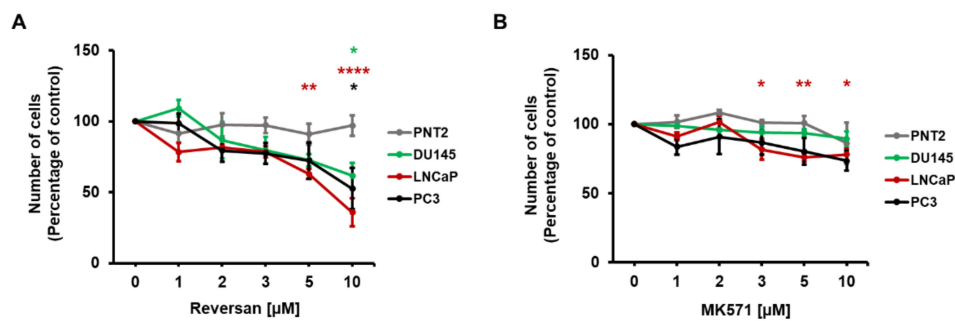 A
Number of cells
(Percentage of control)
150
100
50
0
*
****
** *
0 1 2 3 5 10
Reversan [µM]
PNT2
DU145
LNCaP
PC3
B
Number of cells
(Percentage of control)
150
100
50
0
* ** *
0 1 2 3 5 10
MK571 [µM]
PNT2
DU145
LNCaP
PC3